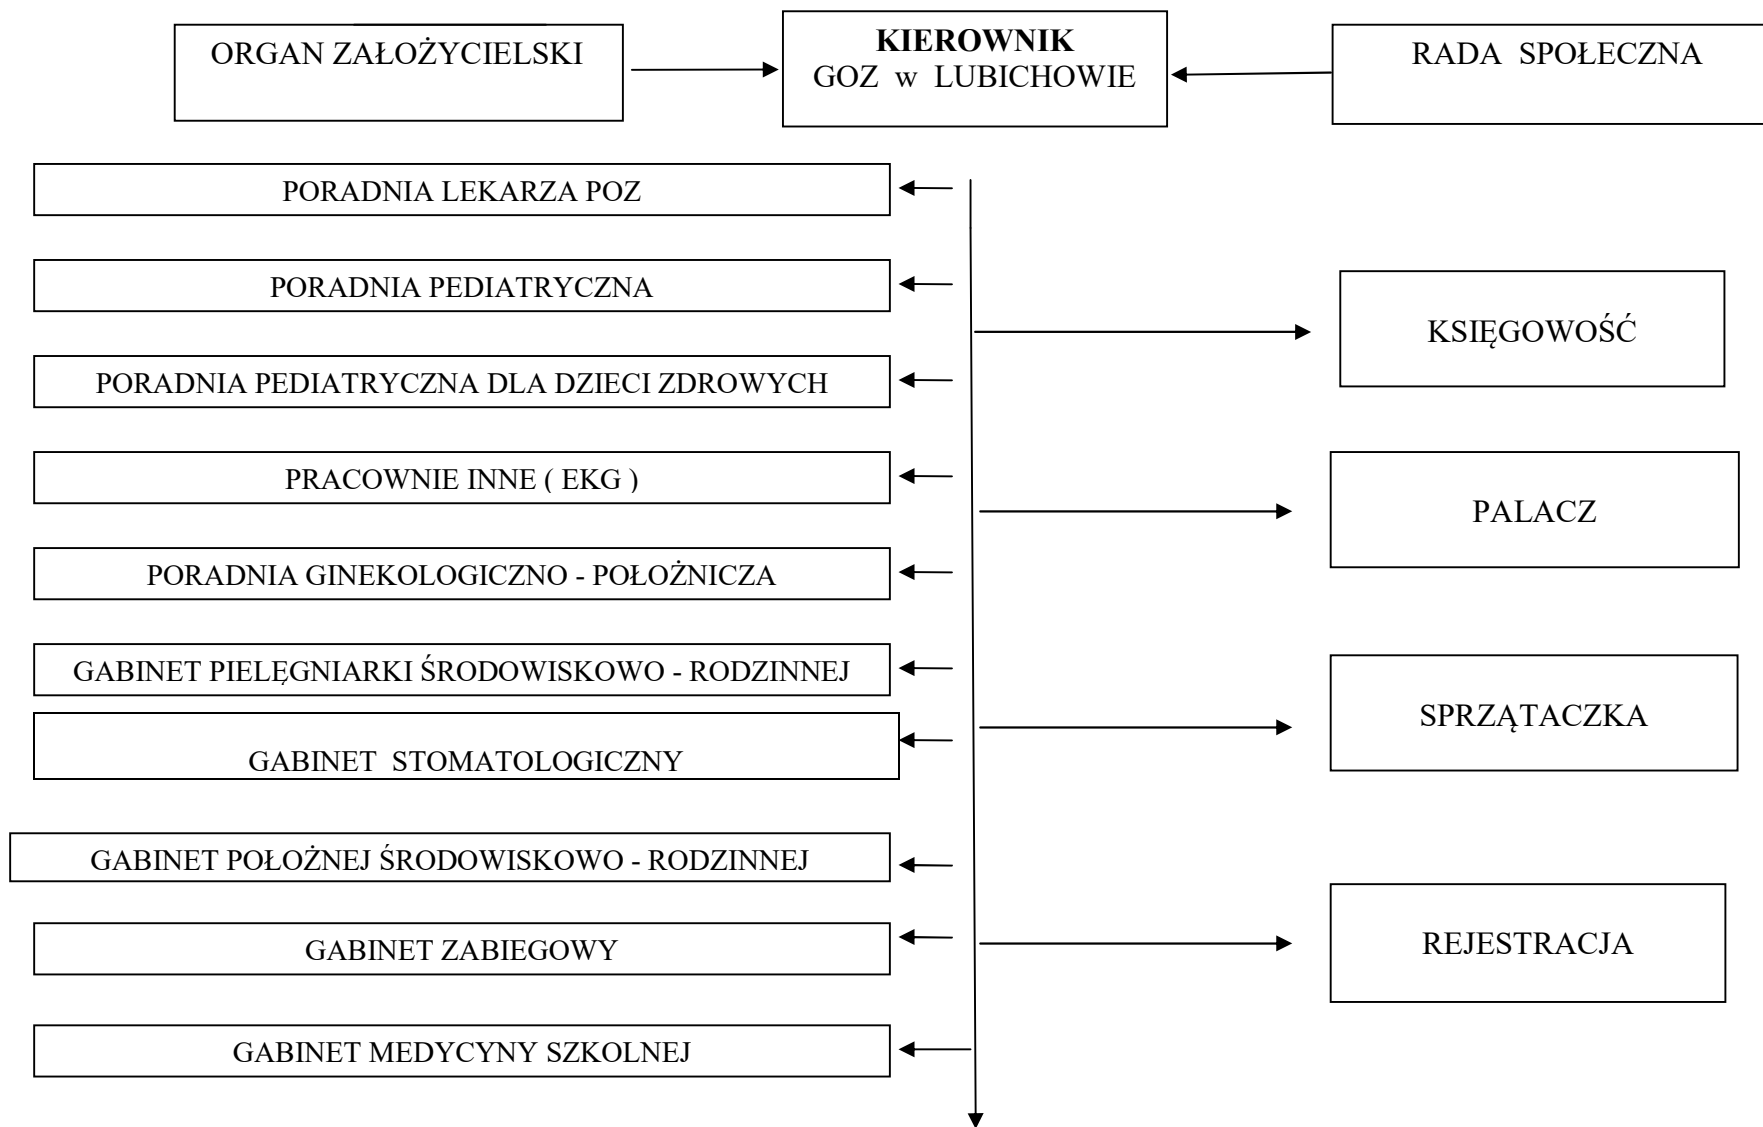 ORGAN ZAŁOŻYCIELSKI
KIEROWNIK
GOZ w LUBICHOWIE
RADA SPOŁECZNA
PORADNIA LEKARZA POZ
PORADNIA PEDIATRYCZNA
PORADNIA PEDIATRYCZNA DLA DZIECI ZDROWYCH
PRACOWNIE INNE ( EKG )
PORADNIA GINEKOLOGICZNO - POŁOŻNICZA
GABINET PIELĘGNIARKI ŚRODOWISKOWO - RODZINNEJ
GABINET STOMATOLOGICZNY
GABINET POŁOŻNEJ ŚRODOWISKOWO - RODZINNEJ
GABINET ZABIEGOWY
GABINET MEDYCYNY SZKOLNEJ
KSIĘGOWOŚĆ
PALACZ
SPRZĄTACZKA
REJESTRACJA